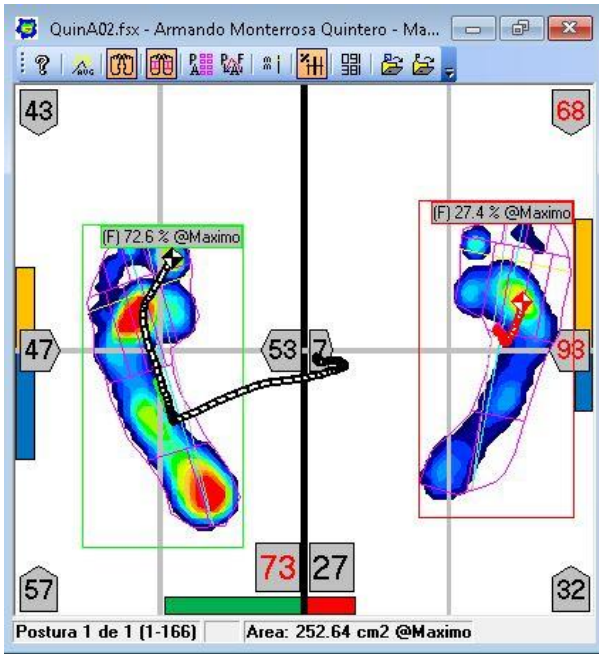 QuinA02.fsx - Armando Monterrosa Quintero - Ma...
43
68
(F) 72.6 % @Maximo
(F) 27.4 % @Maximo
47
53
7
93
73
27
57
32
Postura 1 de 1 (1-166)
Area: 252.64 cm2 @Maximo